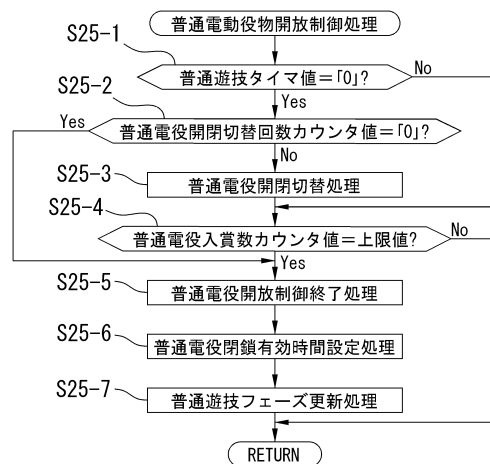 普通電動役物開放制御処理
S25-1
普通遊技タイマ値=「0」?
No
Yes
S25-2
Yes
普通電役開閉切替回数カウンタ値=「0」?
No
S25-3
普通電役開閉切替処理
S25-4
普通電役入賞数カウンタ値=上限値?
No
Yes
S25-5
普通電役開放制御終了処理
S25-6
普通電役閉鎖有効時間設定処理
S25-7
普通遊技フェーズ更新処理
RETURN